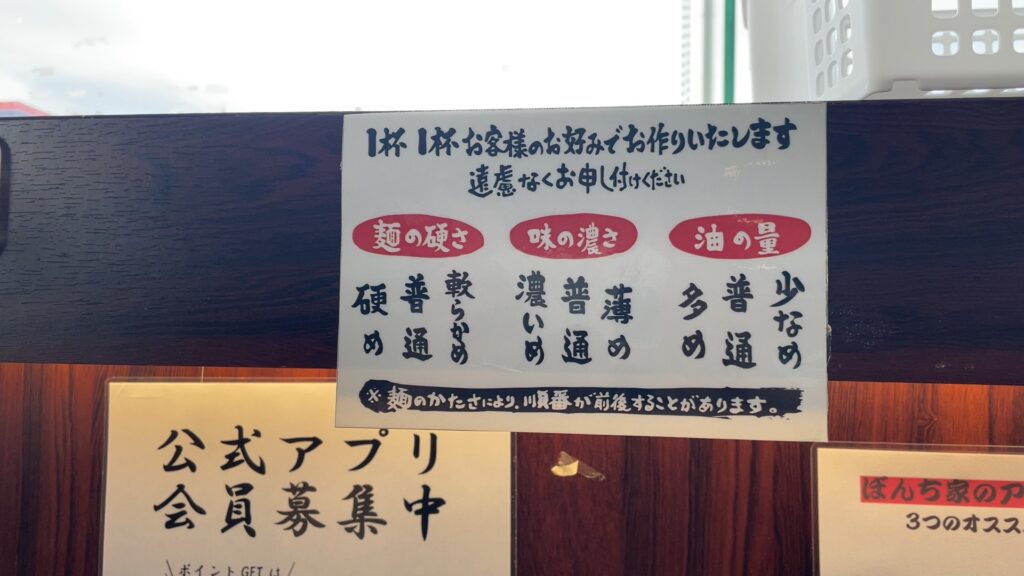 1杯1杯お客様のお好みでお作りいたします
遠慮なくお申し付けください
麺の硬さ
硬め
普通
軟らかめ
味の濃さ
濃いめ
普通
薄め
油の量
多め
普通
少なめ
※麺のかたさにより、順番が前後することがあります。
公式アプリ
会員募集中
\ポイントGETは/
ぼんち家のア
3つのオスス